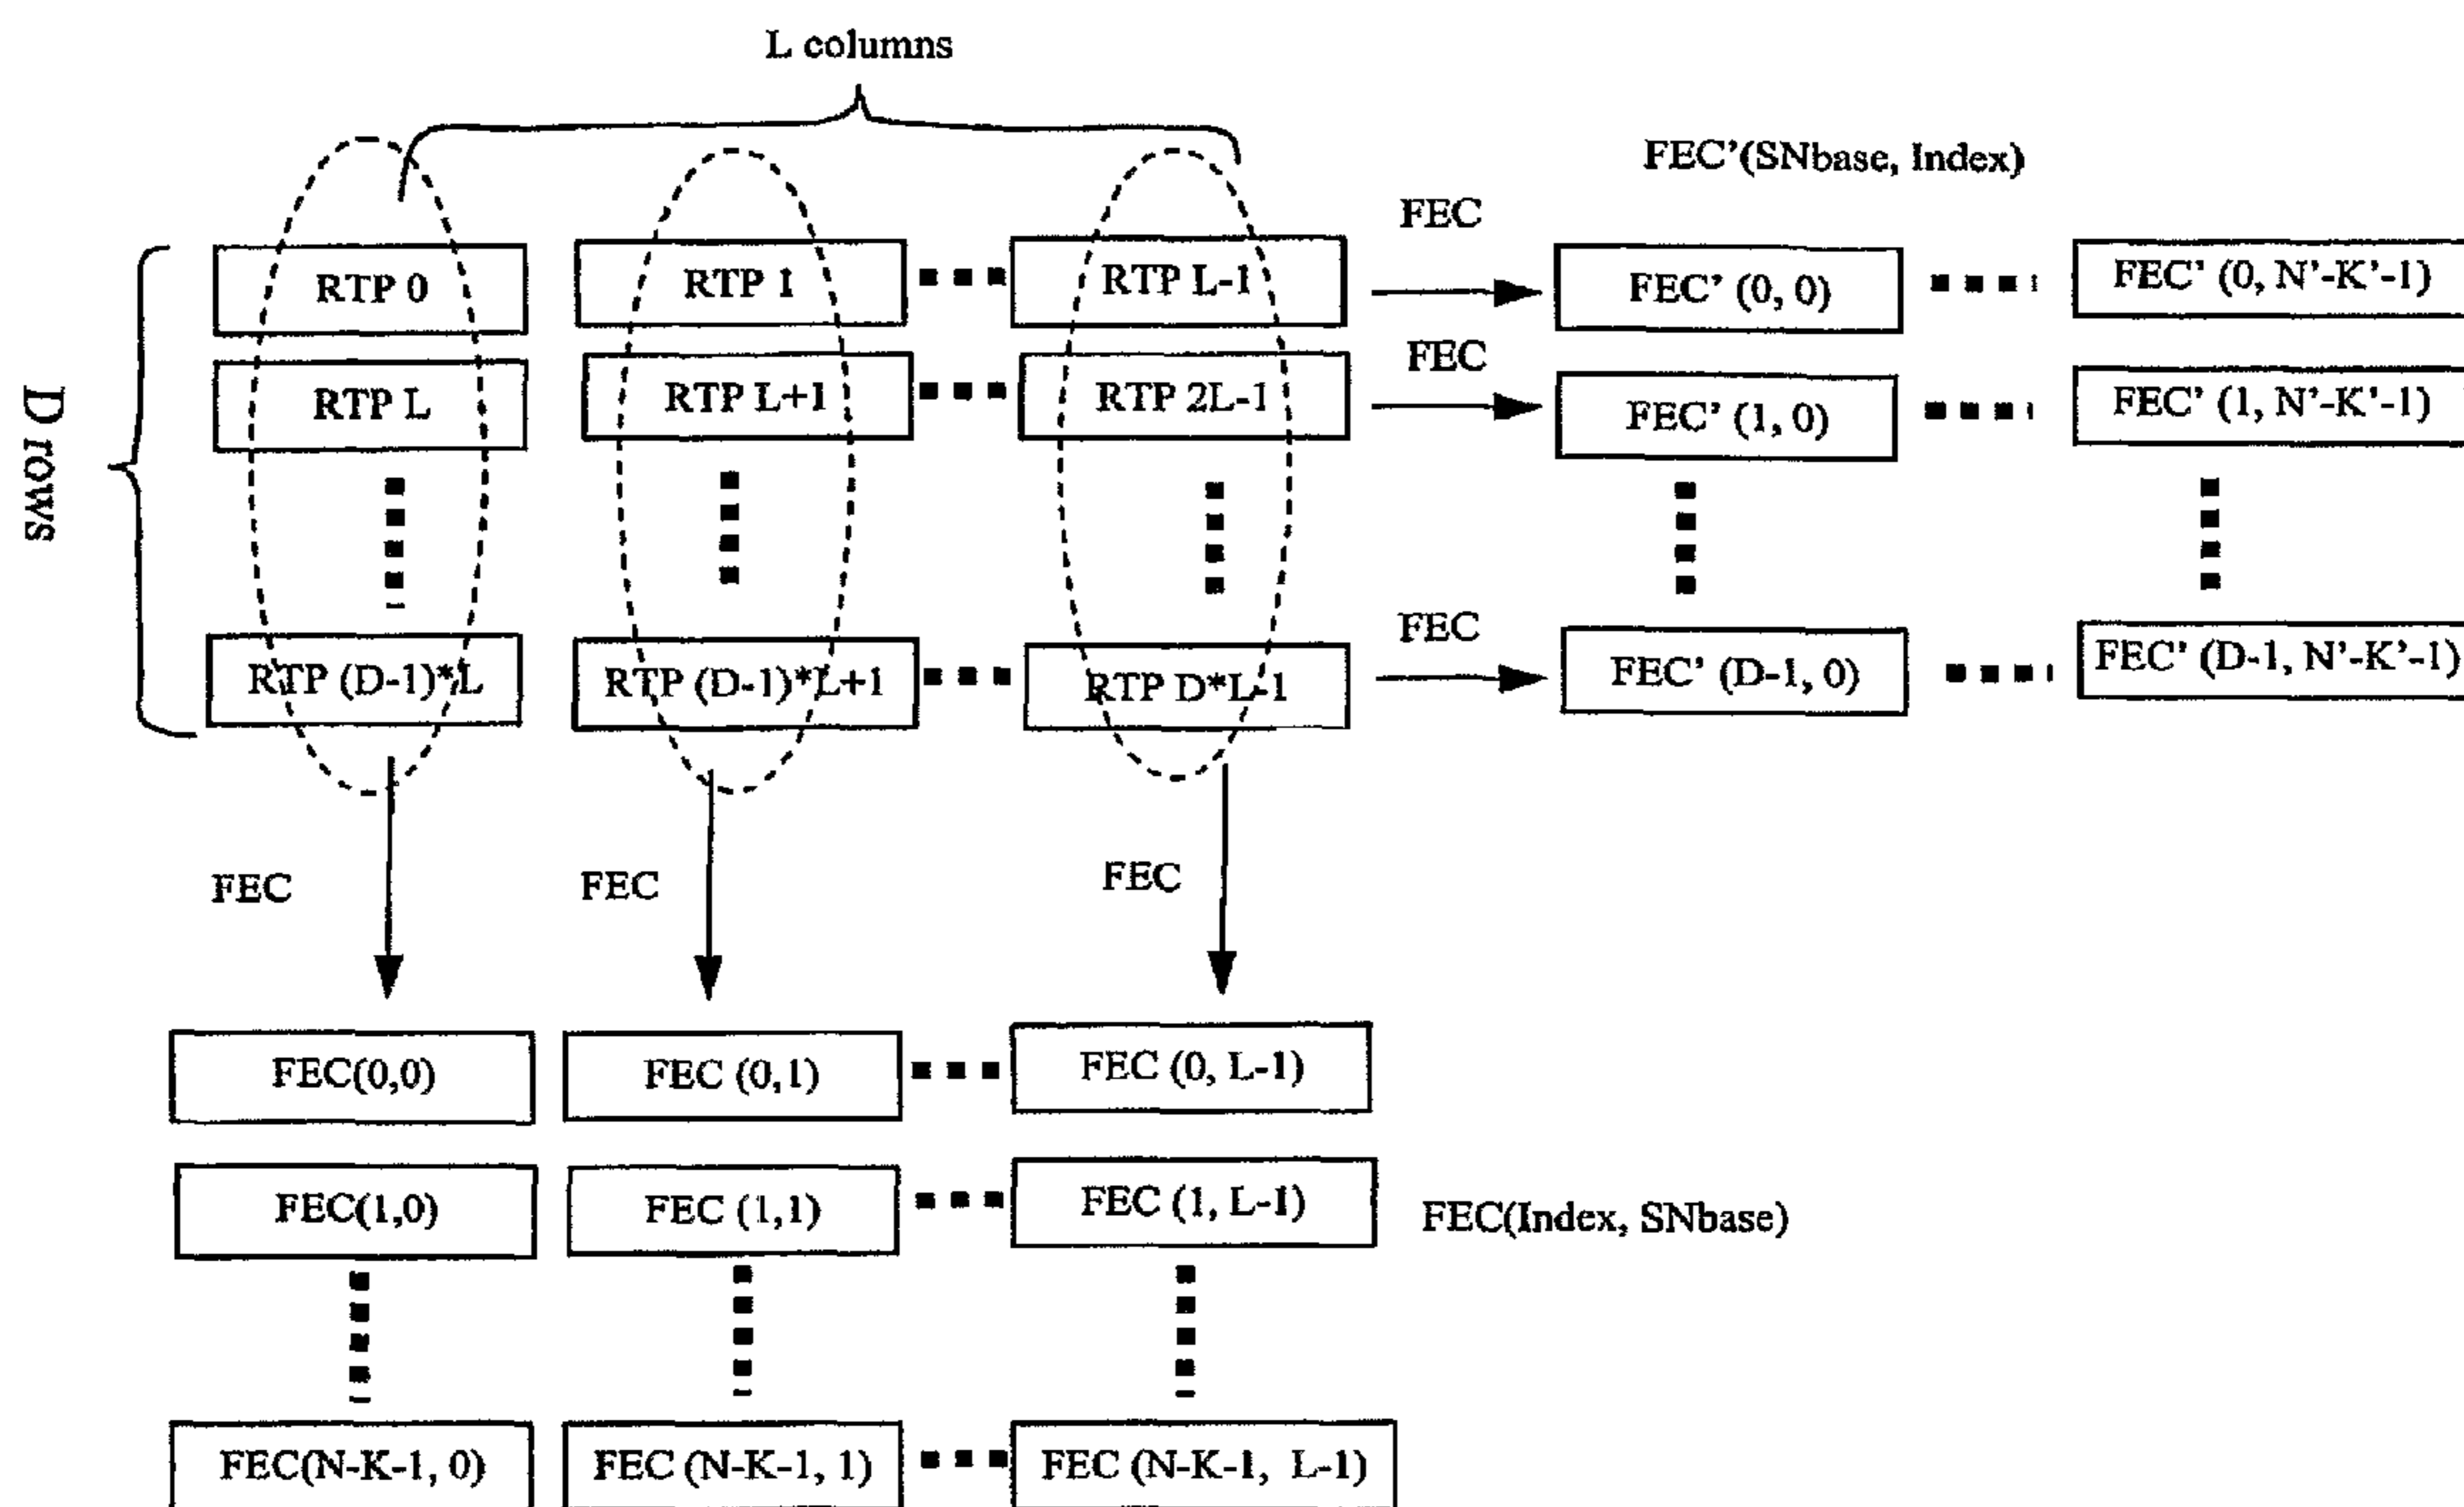 L columns
FEC'(SNbase, Index)
FEC
RTP 0 RTP 1 RTP L-1 FEC' (0, 0) FEC' (0, N'-K'-1)
FEC
RTP L RTP L+1 RTP 2L-1 FEC' (1, 0) FEC' (1, N'-K'-1)
D rows
FEC
RTP (D-1)*L RTP (D-1)*L+1 RTP D*L-1 FEC' (D-1, 0) FEC' (D-1, N'-K'-1)
FEC FEC FEC
FEC(0,0) FEC (0,1) FEC (0, L-1)
FEC(1,0) FEC (1,1) FEC (1, L-1) FEC(Index, SNbase)
FEC(N-K-1, 0) FEC (N-K-1, 1) FEC (N-K-1, L-1)